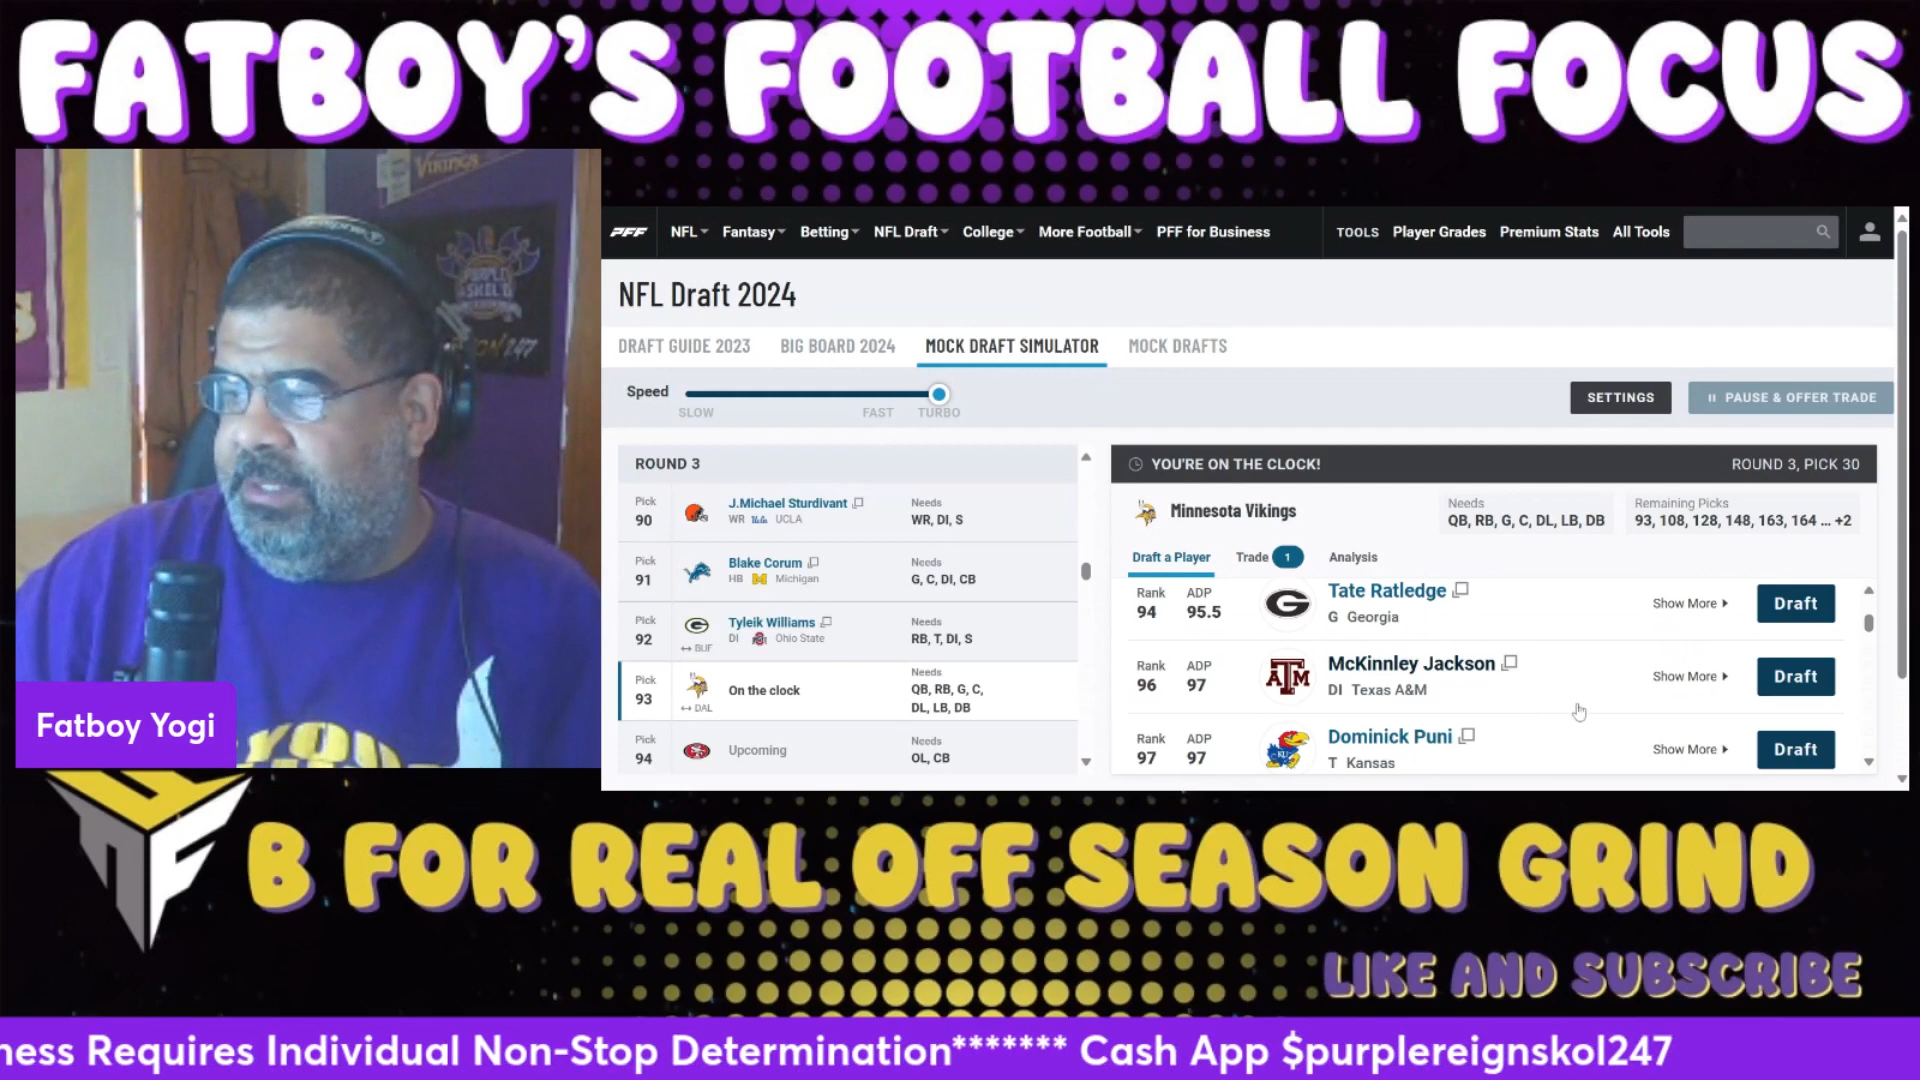 FATBOY'S FOOTBALL FOCUS
VIKINGS
PURPLE
SKOL
247
Fatboy Yogi
YOU
PFF
NFL
Fantasy
Betting
NFL Draft
College
More Football
PFF for Business
TOOLS
Player Grades
Premium Stats
All Tools
NFL Draft 2024
DRAFT GUIDE 2023
BIG BOARD 2024
MOCK DRAFT SIMULATOR
MOCK DRAFTS
Speed
SLOW
FAST
TURBO
SETTINGS
PAUSE & OFFER TRADE
ROUND 3
Pick
90
J.Michael Sturdivant
WR UCLA
Needs
WR, DI, S
Pick
91
Blake Corum
HB Michigan
Needs
G, C, DI, CB
Pick
92
↔ BUF
Tyleik Williams
DI Ohio State
Needs
RB, T, DI, S
Pick
93
↔ DAL
On the clock
Needs
QB, RB, G, C,
DL, LB, DB
Pick
94
Upcoming
Needs
OL, CB
YOU'RE ON THE CLOCK!
ROUND 3, PICK 30
Minnesota Vikings
Needs
QB, RB, G, C, DL, LB, DB
Remaining Picks
93, 108, 128, 148, 163, 164 ... +2
Draft a Player
Trade 1
Analysis
Rank
94
ADP
95.5
Tate Ratledge
G Georgia
Show More
Draft
Rank
96
ADP
97
McKinnley Jackson
DI Texas A&M
Show More
Draft
Rank
97
ADP
97
Dominick Puni
T Kansas
Show More
Draft
B FOR REAL OFF SEASON GRIND
LIKE AND SUBSCRIBE
ness Requires Individual Non-Stop Determination******* Cash App $purplereignskol247